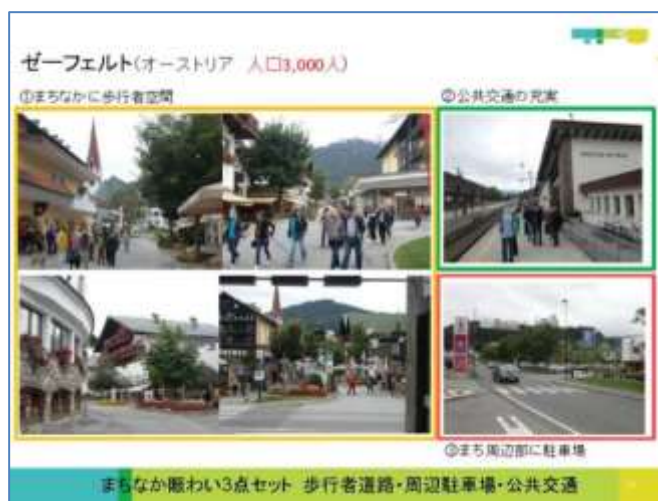 ゼーフェルト(オーストリア 人口3,000人)
①まちなかに歩行者空間
②公共交通の充実
③まち周辺部に駐車場
まちなか賑わい3点セット 歩行者道路・周辺駐車場・公共交通